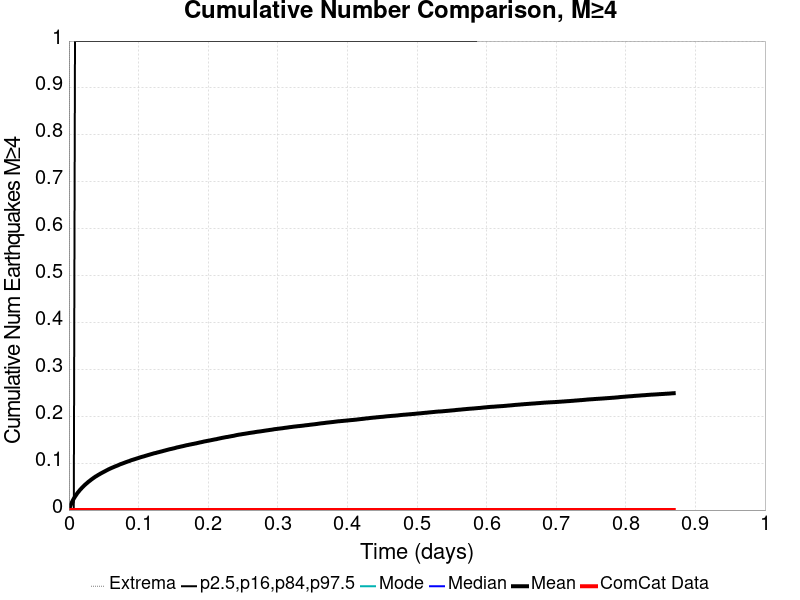 Cumulative Number Comparison, M≥4
Cumulative Num Earthquakes M≥4
1
0.9
0.8
0.7
0.6
0.5
0.4
0.3
0.2
0.1
0
0 0.1 0.2 0.3 0.4 0.5 0.6 0.7 0.8 0.9 1
Time (days)
Extrema p2.5,p16,p84,p97.5 Mode Median Mean ComCat Data